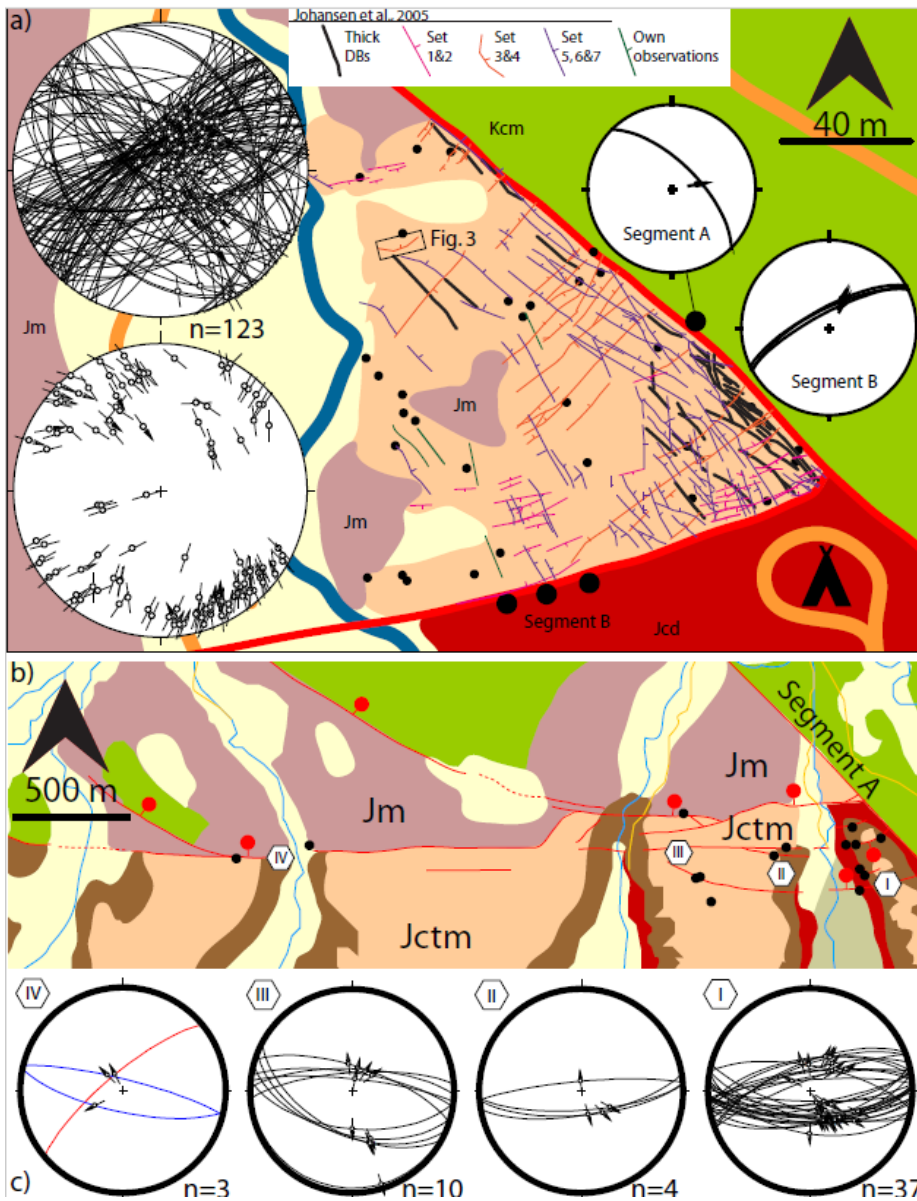 a)
Johansen et al., 2005
Thick DBs
Set 1&2
Set 3&4
Set 5, 6&7
Own observations
Kcm
40 m
Segment A
Fig. 3
Jm
n=123
Segment B
Jm
Jm
Segment B
Jcd
b)
500 m
Segment A
Jm
Jm
Jctm
IV
III
II
I
Jctm
IV
III
II
I
c)
n=3
n=10
n=4
n=37